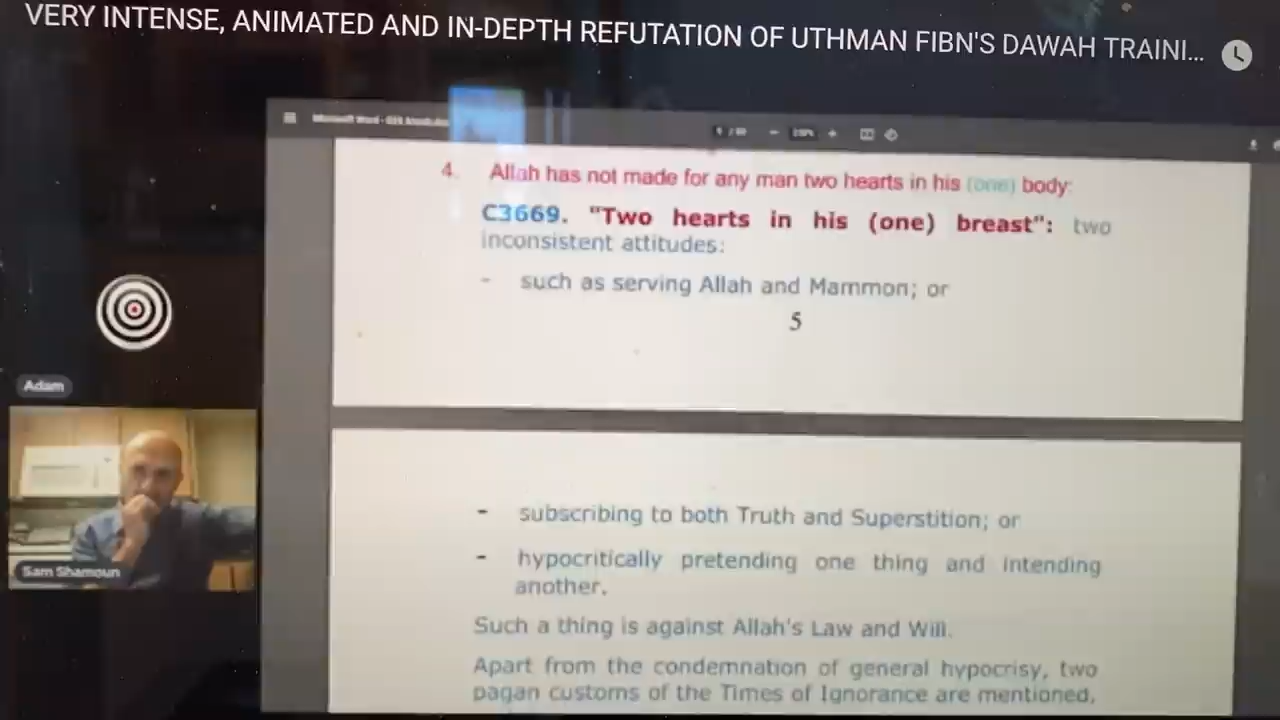 VERY INTENSE, ANIMATED AND IN-DEPTH REFUTATION OF UTHMAN FIBN'S DAWAH TRAINI...
4. Allah has not made for any man two hearts in his (one) body:
C3669. "Two hearts in his (one) breast": two
inconsistent attitudes:
- such as serving Allah and Mammon; or
5
Adam
Sam Shamoun
- subscribing to both Truth and Superstition; or
- hypocritically pretending one thing and intending
another.
Such a thing is against Allah's Law and Will.
Apart from the condemnation of general hypocrisy, two
pagan customs of the Times of Ignorance are mentioned,